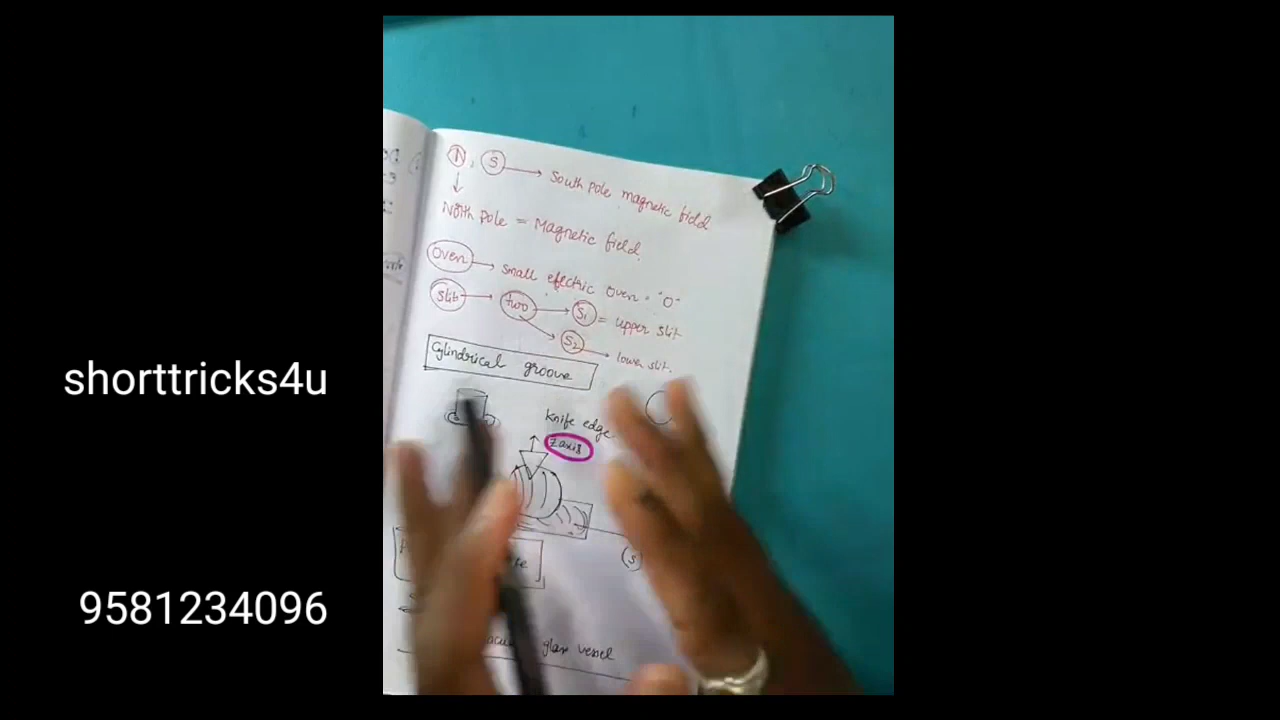 shorttricks4u
9581234096
N, S → South pole magnetic field
North pole = Magnetic field
Oven → small electric oven = "O"
Slit → two → S1 = upper slit
S2 → lower slit.
Cylindrical groove
Knife edge
Z axis
S
glass vessel